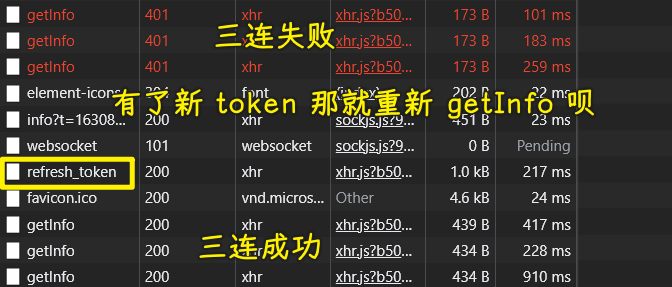 getInfo 401 xhr xhr.js?b50... 173 B 101 ms
getInfo 401 xhr xhr.js?b50... 173 B 183 ms
三连失败
getInfo 401 xhr xhr.js?b50... 173 B 259 ms
element-icons font
有了新 token 那就重新 getInfo 呗
info?t=16308... 200 xhr sockjs.js?9... 451 B 22 ms
websocket 101 websocket sockjs.js?9... 0 B Pending
refresh_token 200 xhr xhr.js?b50... 1.0 kB 217 ms
favicon.ico 200 vnd.micros... Other 4.6 kB 24 ms
getInfo 200 xhr xhr.js?b50... 439 B 417 ms
三连成功
getInfo 200 xhr xhr.js?b50... 434 B 228 ms
getInfo 200 xhr xhr.js?b50... 434 B 910 ms